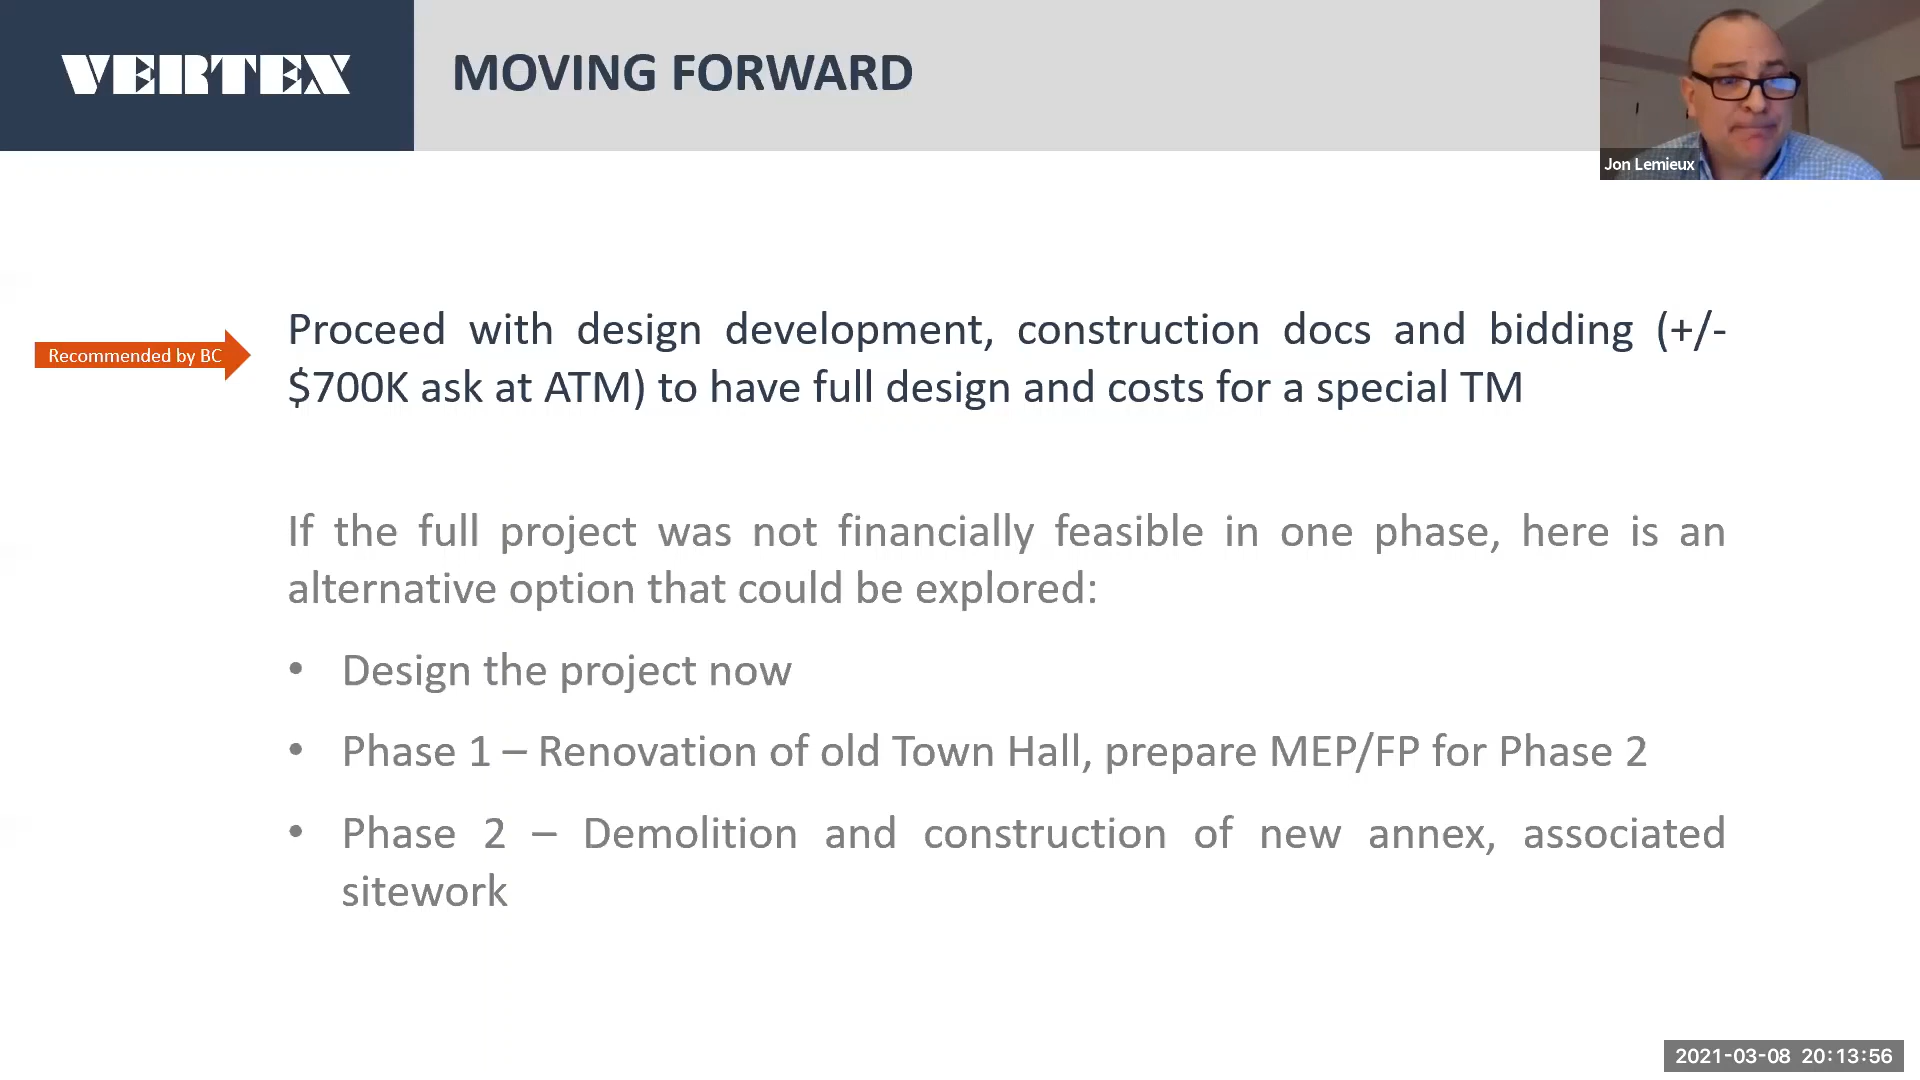 VERTEX
MOVING FORWARD
Jon Lemieux
Recommended by BC
Proceed with design development, construction docs and bidding (+/-
$700K ask at ATM) to have full design and costs for a special TM
If the full project was not financially feasible in one phase, here is an
alternative option that could be explored:
• Design the project now
• Phase 1 – Renovation of old Town Hall, prepare MEP/FP for Phase 2
• Phase 2 – Demolition and construction of new annex, associated
sitework
2021-03-08 20:13:56